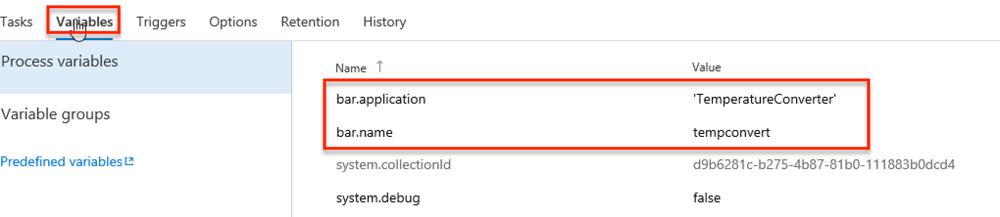 Tasks Variables Triggers Options Retention History
Process variables
Variable groups
Predefined variables
Name ↑ Value
bar.application 'TemperatureConverter'
bar.name tempconvert
system.collectionId d9b6281c-b275-4b87-81b0-111883b0dcd4
system.debug false